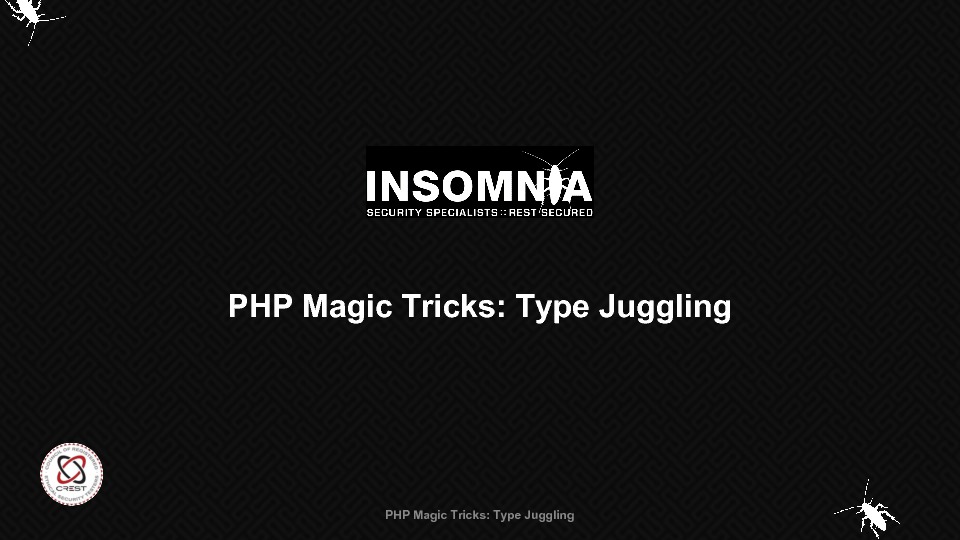 INSOMNIA
SECURITY SPECIALISTS::REST SECURED
PHP Magic Tricks: Type Juggling
COUNCIL OF REGISTERED
CREST
ETHICAL SECURITY TESTERS
PHP Magic Tricks: Type Juggling